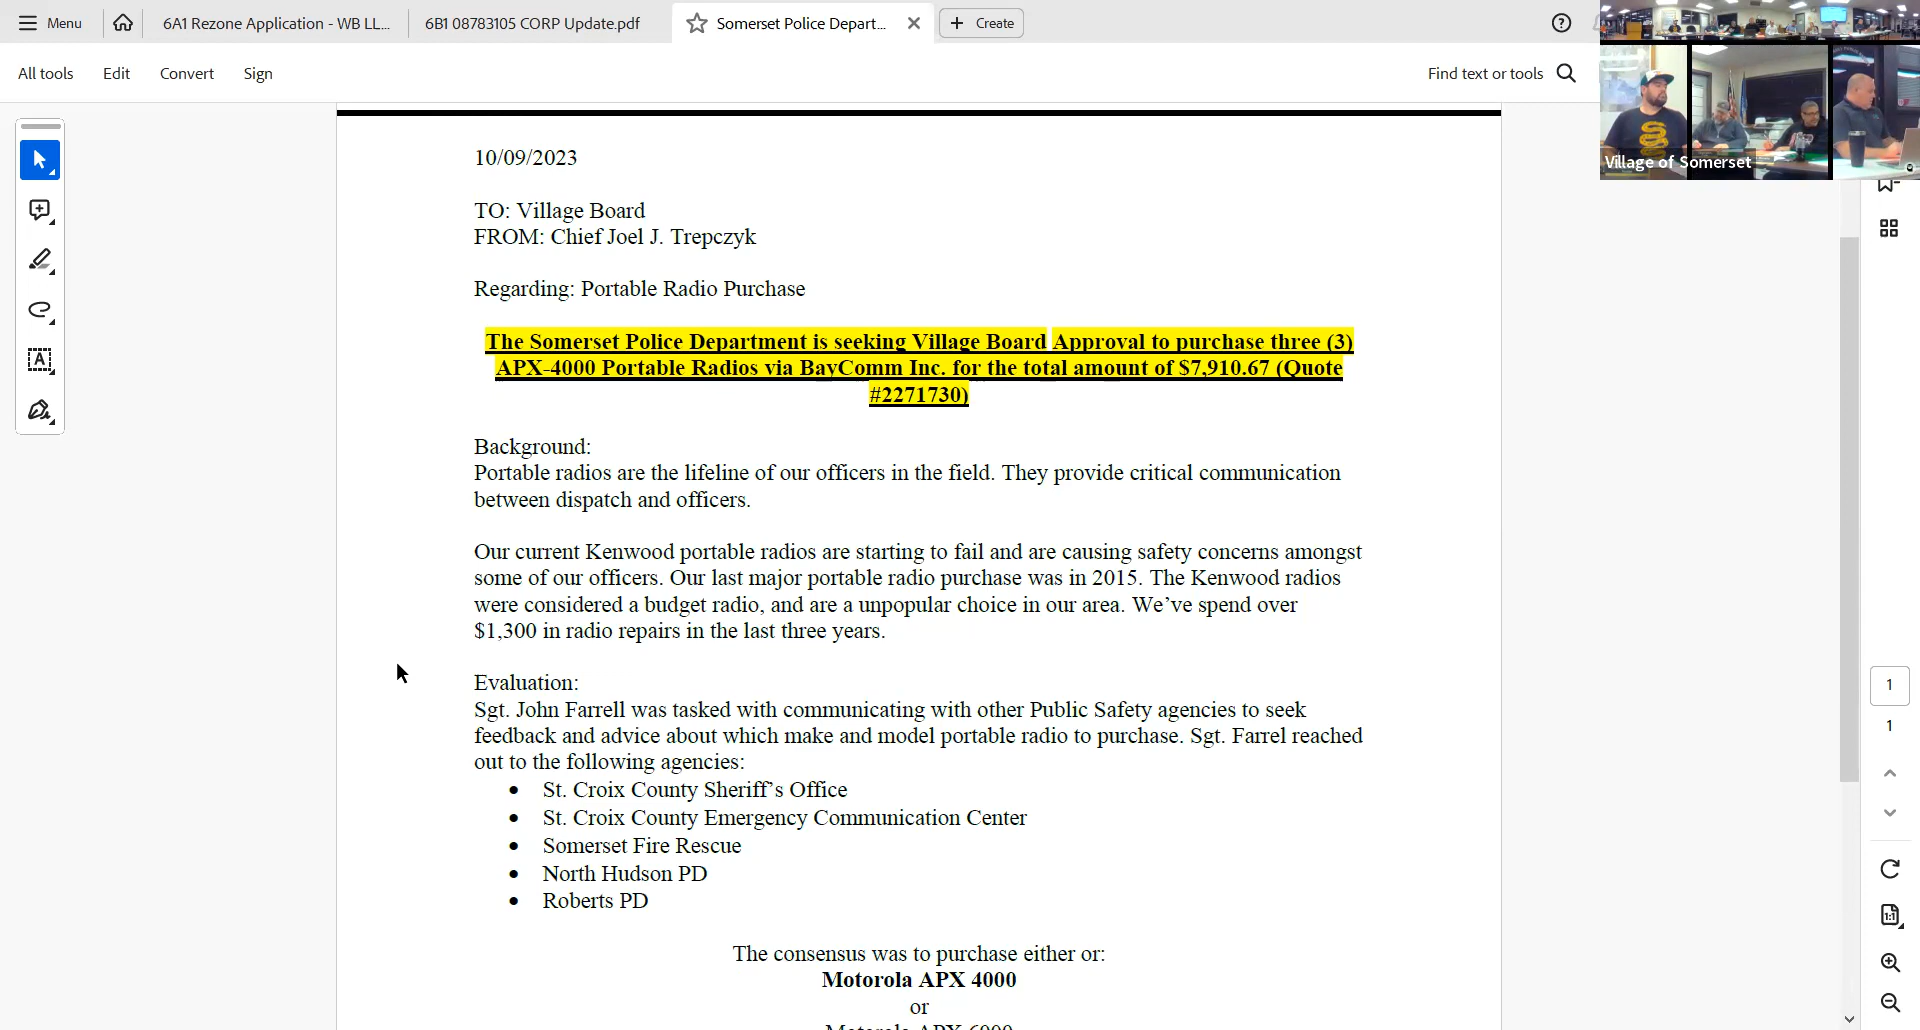 Menu
6A1 Rezone Application - WB LL...
6B1 08783105 CORP Update.pdf
Somerset Police Depart...
Create
All tools
Edit
Convert
Sign
Find text or tools
Village of Somerset
10/09/2023
TO: Village Board
FROM: Chief Joel J. Trepczyk
Regarding: Portable Radio Purchase
The Somerset Police Department is seeking Village Board Approval to purchase three (3)
APX-4000 Portable Radios via BayComm Inc. for the total amount of $7,910.67 (Quote
#2271730)
Background:
Portable radios are the lifeline of our officers in the field. They provide critical communication
between dispatch and officers.
Our current Kenwood portable radios are starting to fail and are causing safety concerns amongst
some of our officers. Our last major portable radio purchase was in 2015. The Kenwood radios
were considered a budget radio, and are a unpopular choice in our area. We’ve spend over
$1,300 in radio repairs in the last three years.
Evaluation:
Sgt. John Farrell was tasked with communicating with other Public Safety agencies to seek
feedback and advice about which make and model portable radio to purchase. Sgt. Farrel reached
out to the following agencies:
• St. Croix County Sheriff’s Office
• St. Croix County Emergency Communication Center
• Somerset Fire Rescue
• North Hudson PD
• Roberts PD
The consensus was to purchase either or:
Motorola APX 4000
or
Motorola APX 6000
1
1